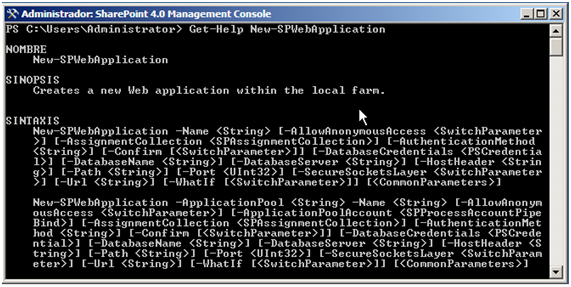 Administrador: SharePoint 4.0 Management Console
PS C:\Users\Administrator> Get-Help New-SPWebApplication
NOMBRE
New-SPWebApplication
SINOPSIS
Creates a new Web application within the local farm.
SINTAXIS
New-SPWebApplication -Name <String> [-AllowAnonymousAccess <SwitchParameter
>] [-AssignmentCollection <SPAssignmentCollection>] [-AuthenticationMethod
<String>] [-Confirm [<SwitchParameter>]] [-DatabaseCredentials <PSCredentia
l>] [-DatabaseName <String>] [-DatabaseServer <String>] [-HostHeader <Strin
g>] [-Path <String>] [-Port <UInt32>] [-SecureSocketsLayer <SwitchParameter
>] [-Url <String>] [-WhatIf [<SwitchParameter>]] [<CommonParameters>]
New-SPWebApplication -ApplicationPool <String> -Name <String> [-AllowAnonym
ousAccess <SwitchParameter>] [-ApplicationPoolAccount <SPProcessAccountPipe
Bind>] [-AssignmentCollection <SPAssignmentCollection>] [-AuthenticationMet
hod <String>] [-Confirm [<SwitchParameter>]] [-DatabaseCredentials <PSCrede
ntial>] [-DatabaseName <String>] [-DatabaseServer <String>] [-HostHeader <S
tring>] [-Path <String>] [-Port <UInt32>] [-SecureSocketsLayer <SwitchParam
eter>] [-Url <String>] [-WhatIf [<SwitchParameter>]] [<CommonParameters>]